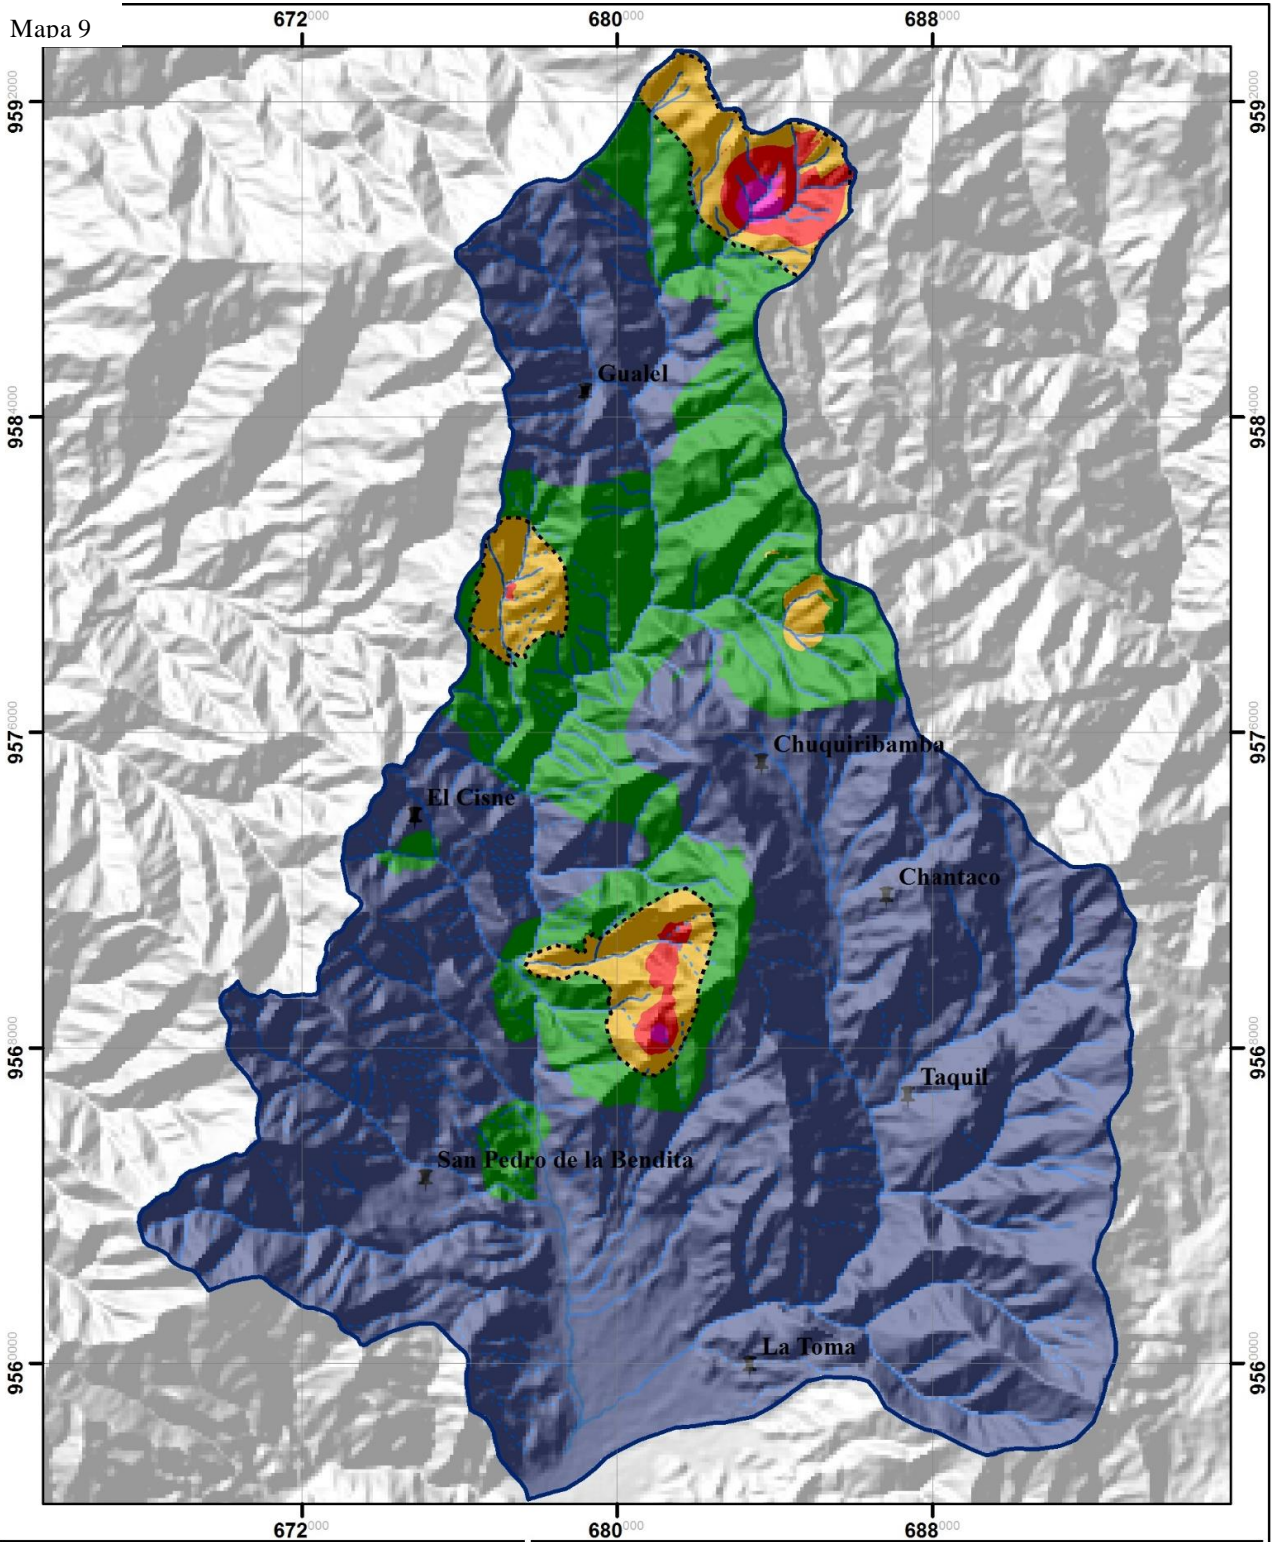 Mapa 9
672000 680000 688000
9592000 9592000
Gualel
9584000 9584000
9576000 9576000
Chuquiribamba
El Cisne
Chantaco
9568000 9568000
Taquil
San Pedro de la Bendita
La Toma
9560000 9560000
672000 680000 688000